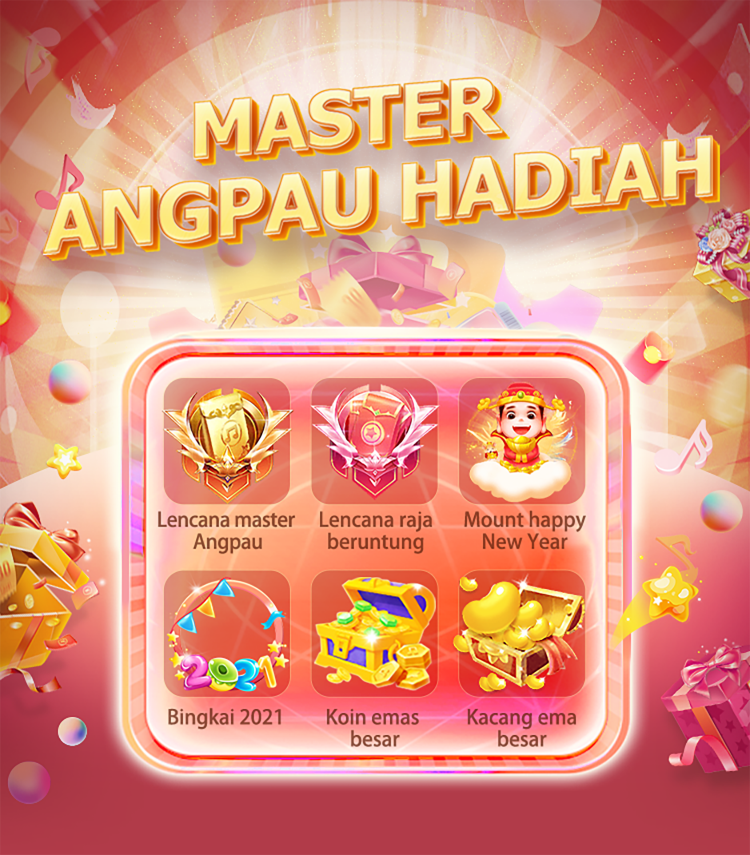 MASTER
ANGPAU HADIAH
Lencana master
Angpau
Lencana raja
beruntung
Mount happy
New Year
2021
Bingkai 2021
Koin emas
besar
Kacang ema
besar